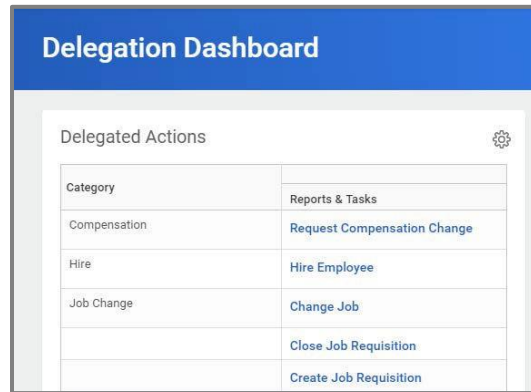 Delegation Dashboard
Delegated Actions
Category
Reports & Tasks
Compensation
Request Compensation Change
Hire
Hire Employee
Job Change
Change Job
Close Job Requisition
Create Job Requisition